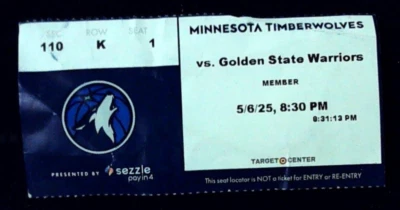 SEC ROW SEAT
110 K 1
MINNESOTA TIMBERWOLVES
vs. Golden State Warriors
MEMBER
5/6/25, 8:30 PM
8:31:13 PM
PRESENTED BY sezzle
pay in 4
TARGET CENTER
This seat locator is NOT a ticket for ENTRY or RE-ENTRY